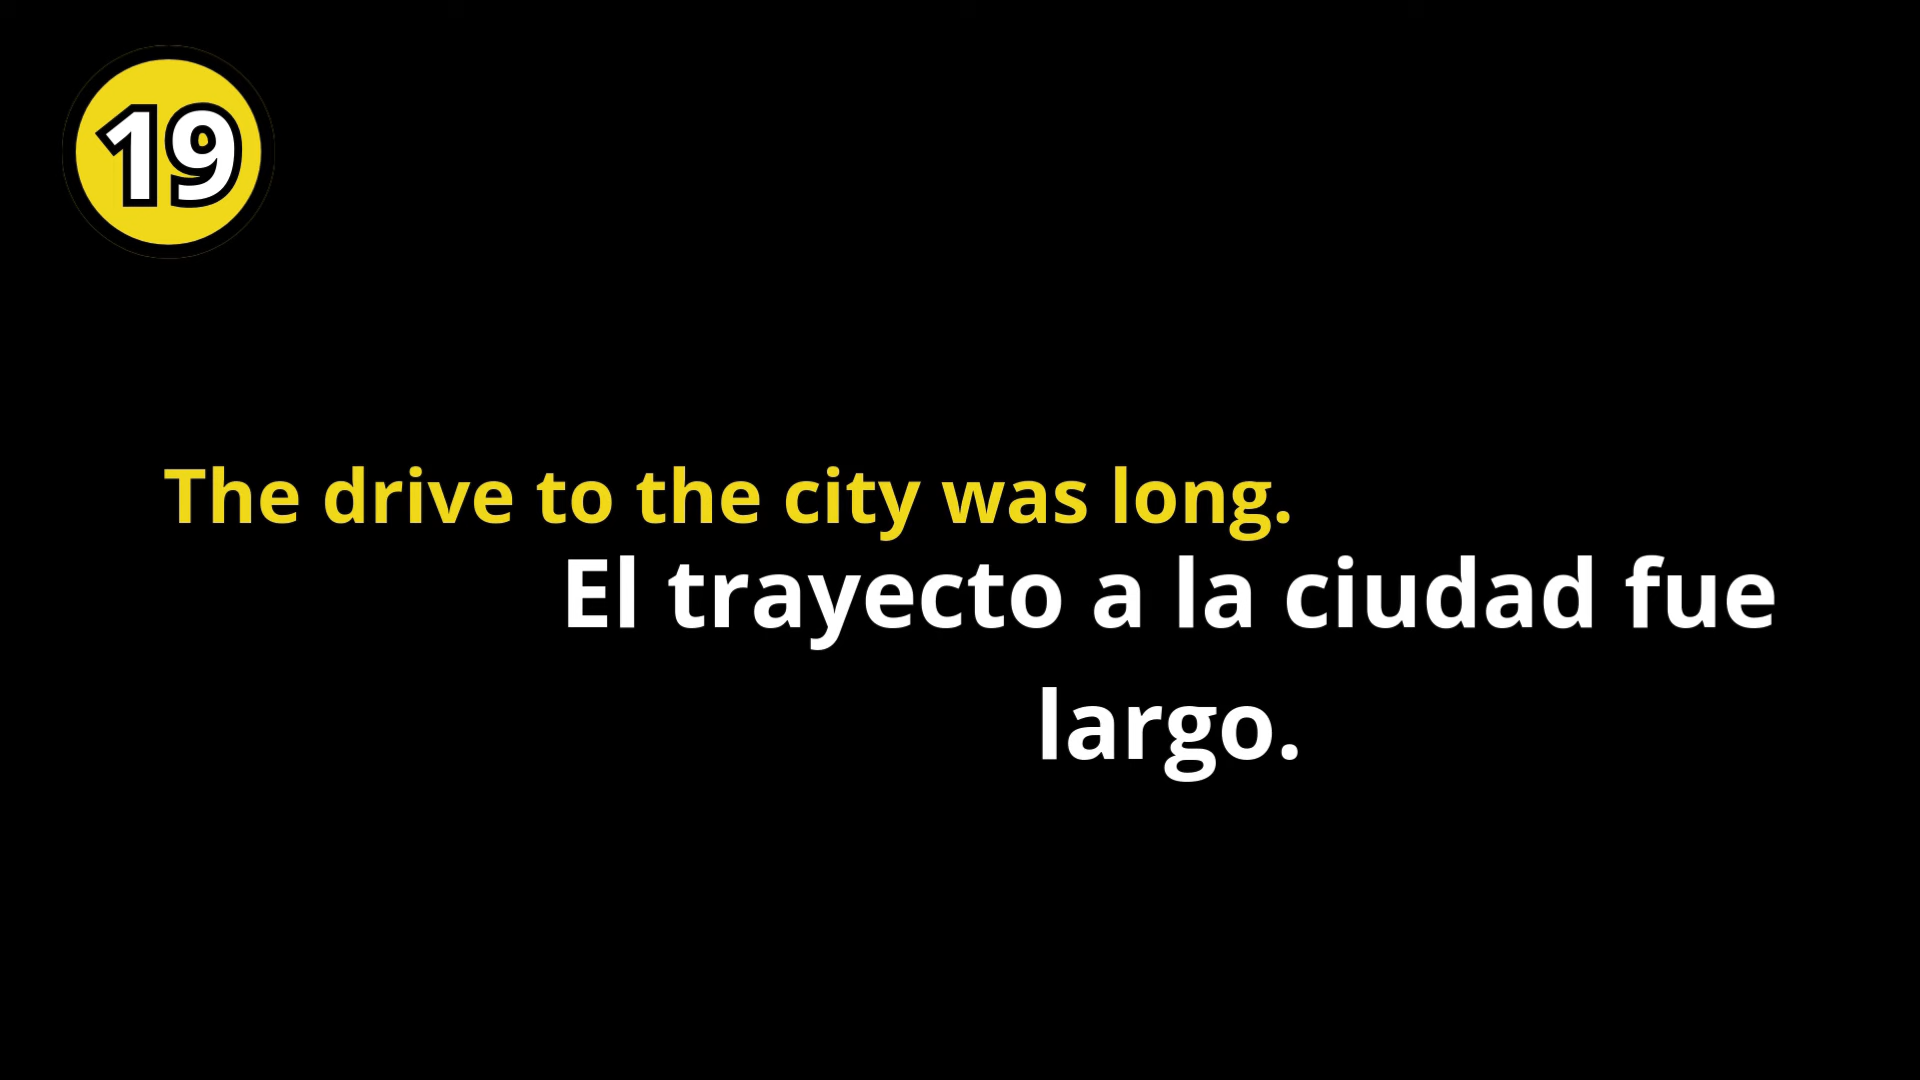 19
The drive to the city was long.
El trayecto a la ciudad fue
largo.